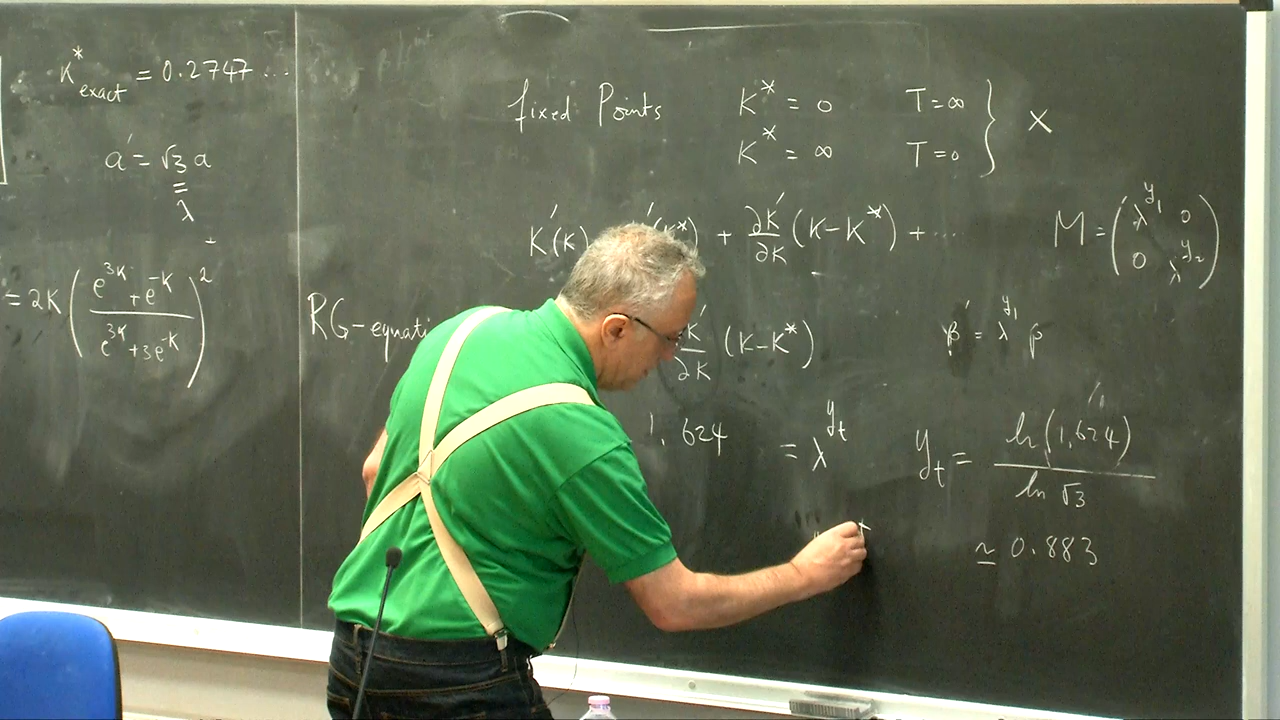 K*exact = 0.2747 ...
a' = √3 a
=
λ
= 2K ( (e^3K + e^-K) / (e^3K + 3e^-K) )^2
fixed Points K* = 0 T = ∞ } X
K* = ∞ T = 0
K'(K) '(K*) + ∂K'/∂K (K-K*) + ...
M = ( λ^y1 0
0 λ^y2 )
RG-equati
K'/∂K (K-K*)
β' = λ^y1 β
1,624 = λ^yt
yt = ln(1,624) / ln √3
≃ 0.883